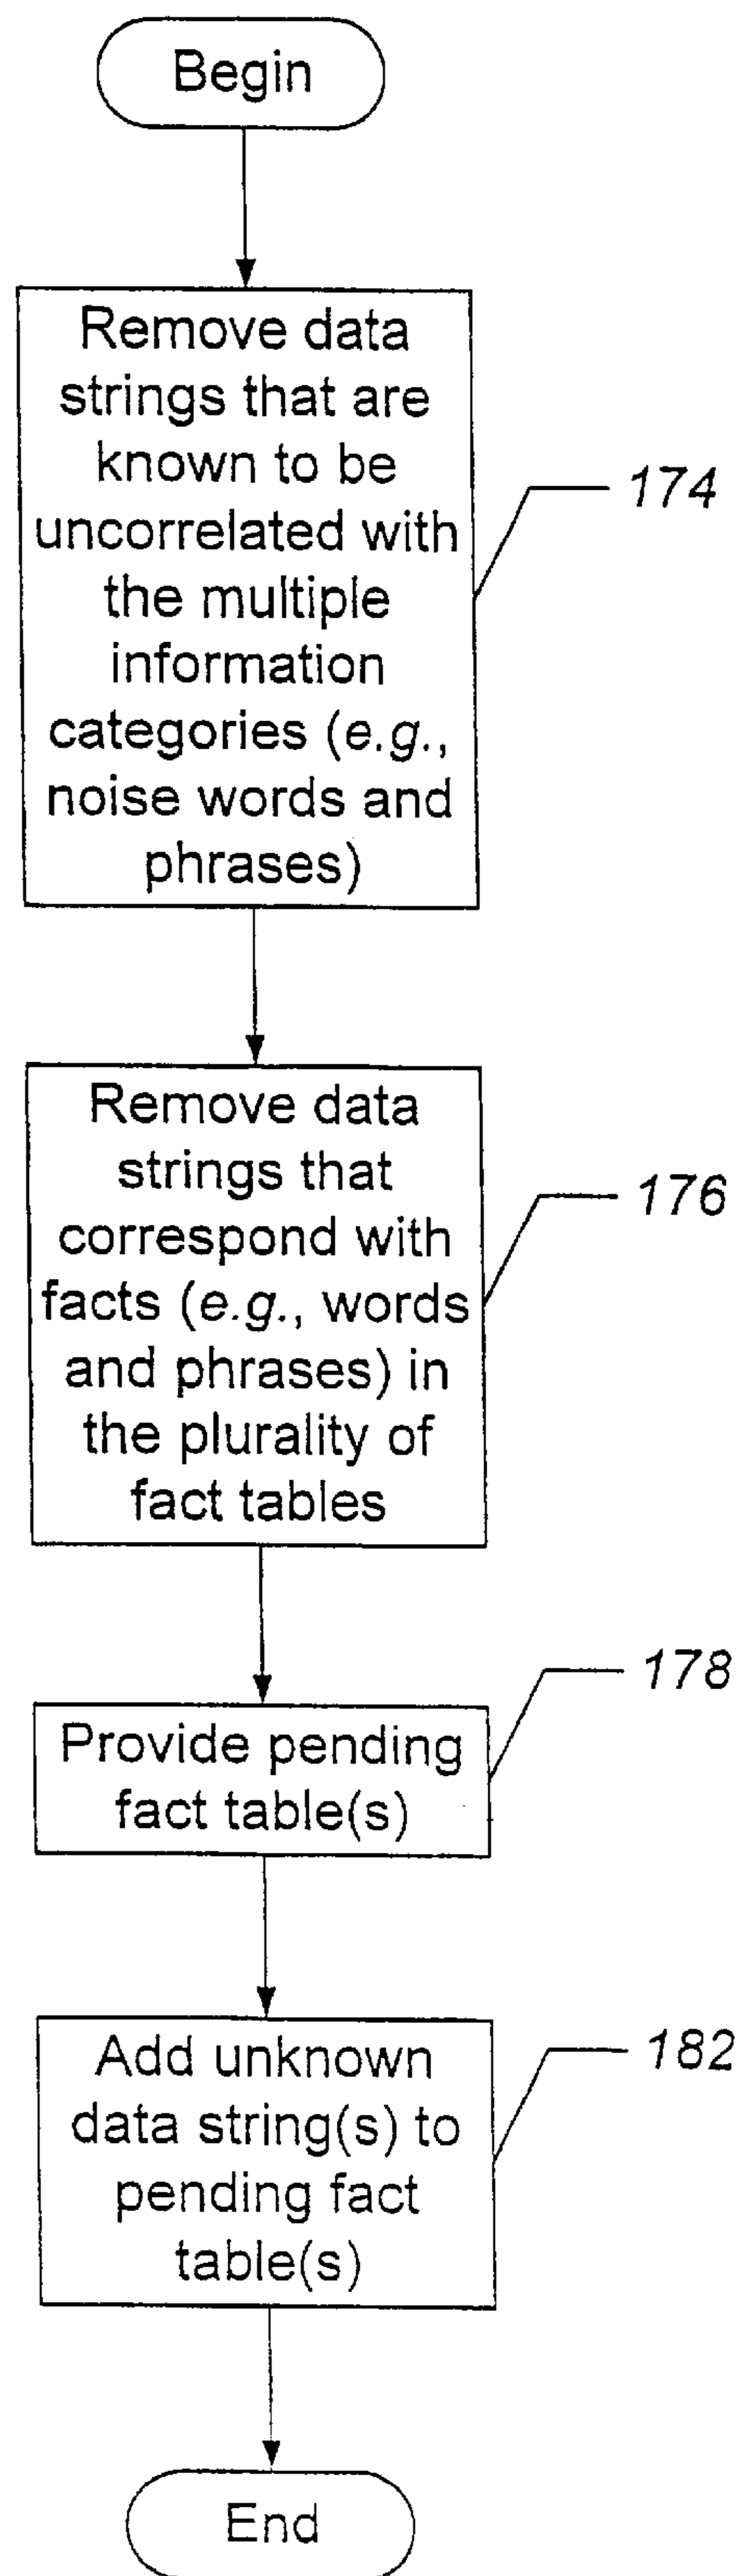 Begin
Remove data
strings that are
known to be
uncorrelated with
the multiple
information
categories (e.g.,
noise words and
phrases)
174
Remove data
strings that
correspond with
facts (e.g., words
and phrases) in
the plurality of
fact tables
176
Provide pending
fact table(s)
178
Add unknown
data string(s) to
pending fact
table(s)
182
End